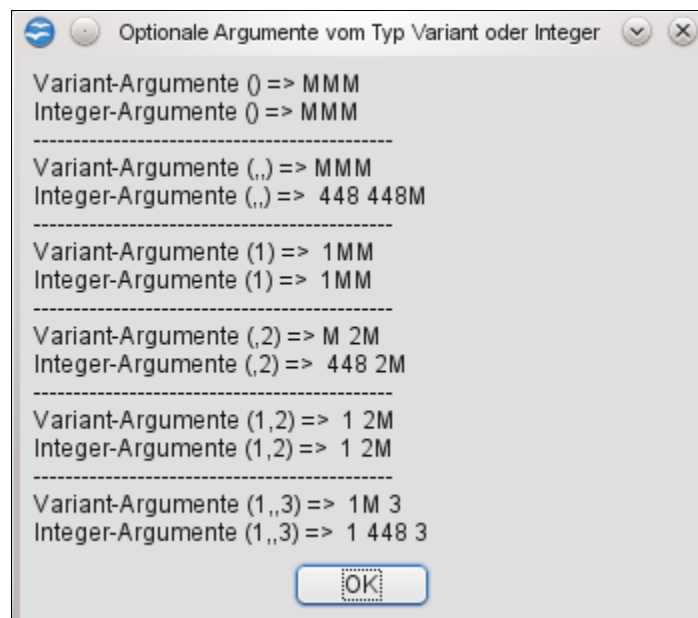 Optionale Argumente vom Typ Variant oder Integer
Variant-Argumente () => MMM
Integer-Argumente () => MMM
---------------------------------------------
Variant-Argumente (,,) => MMM
Integer-Argumente (,,) =>  448 448M
---------------------------------------------
Variant-Argumente (1) =>  1MM
Integer-Argumente (1) =>  1MM
---------------------------------------------
Variant-Argumente (,2) => M 2M
Integer-Argumente (,2) =>  448 2M
---------------------------------------------
Variant-Argumente (1,2) =>  1 2M
Integer-Argumente (1,2) =>  1 2M
---------------------------------------------
Variant-Argumente (1,,3) =>  1M 3
Integer-Argumente (1,,3) =>  1 448 3
OK